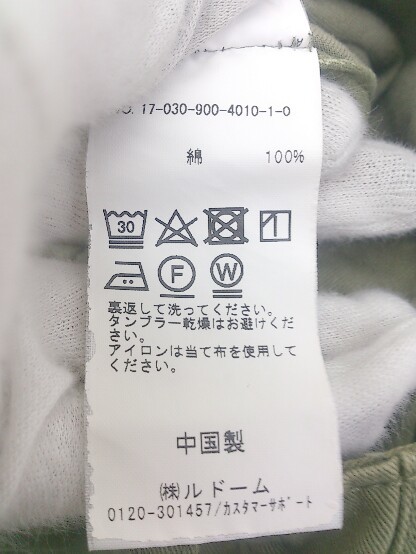 NO. 17-030-900-4010-1-0
綿 100%
30
F W
裏返して洗ってください。
タンブラー乾燥はお避けくだ
さい。
アイロンは当て布を使用して
ください。
中国製
㈱ルドーム
0120-301457/カスタマーサポート